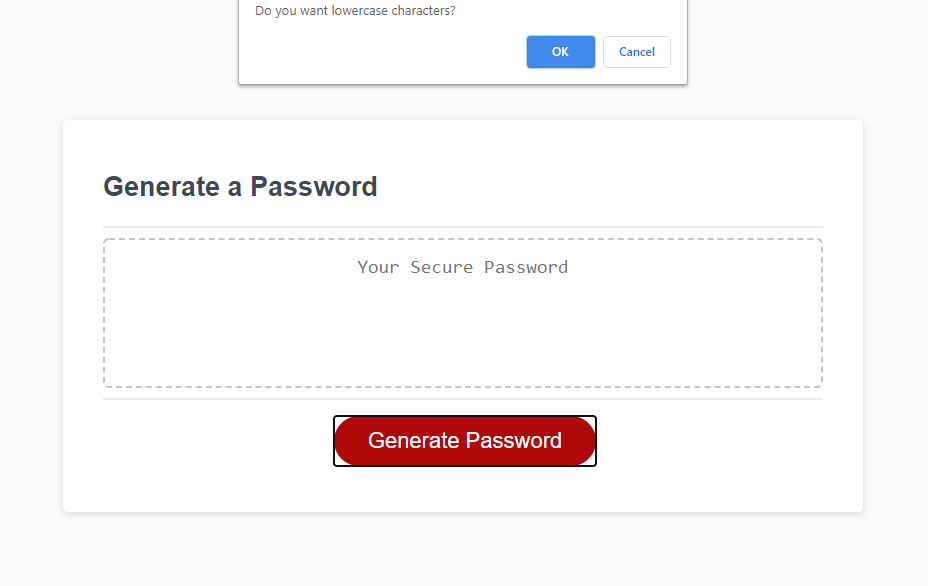 Do you want lowercase characters?
OK Cancel
Generate a Password
Your Secure Password
Generate Password